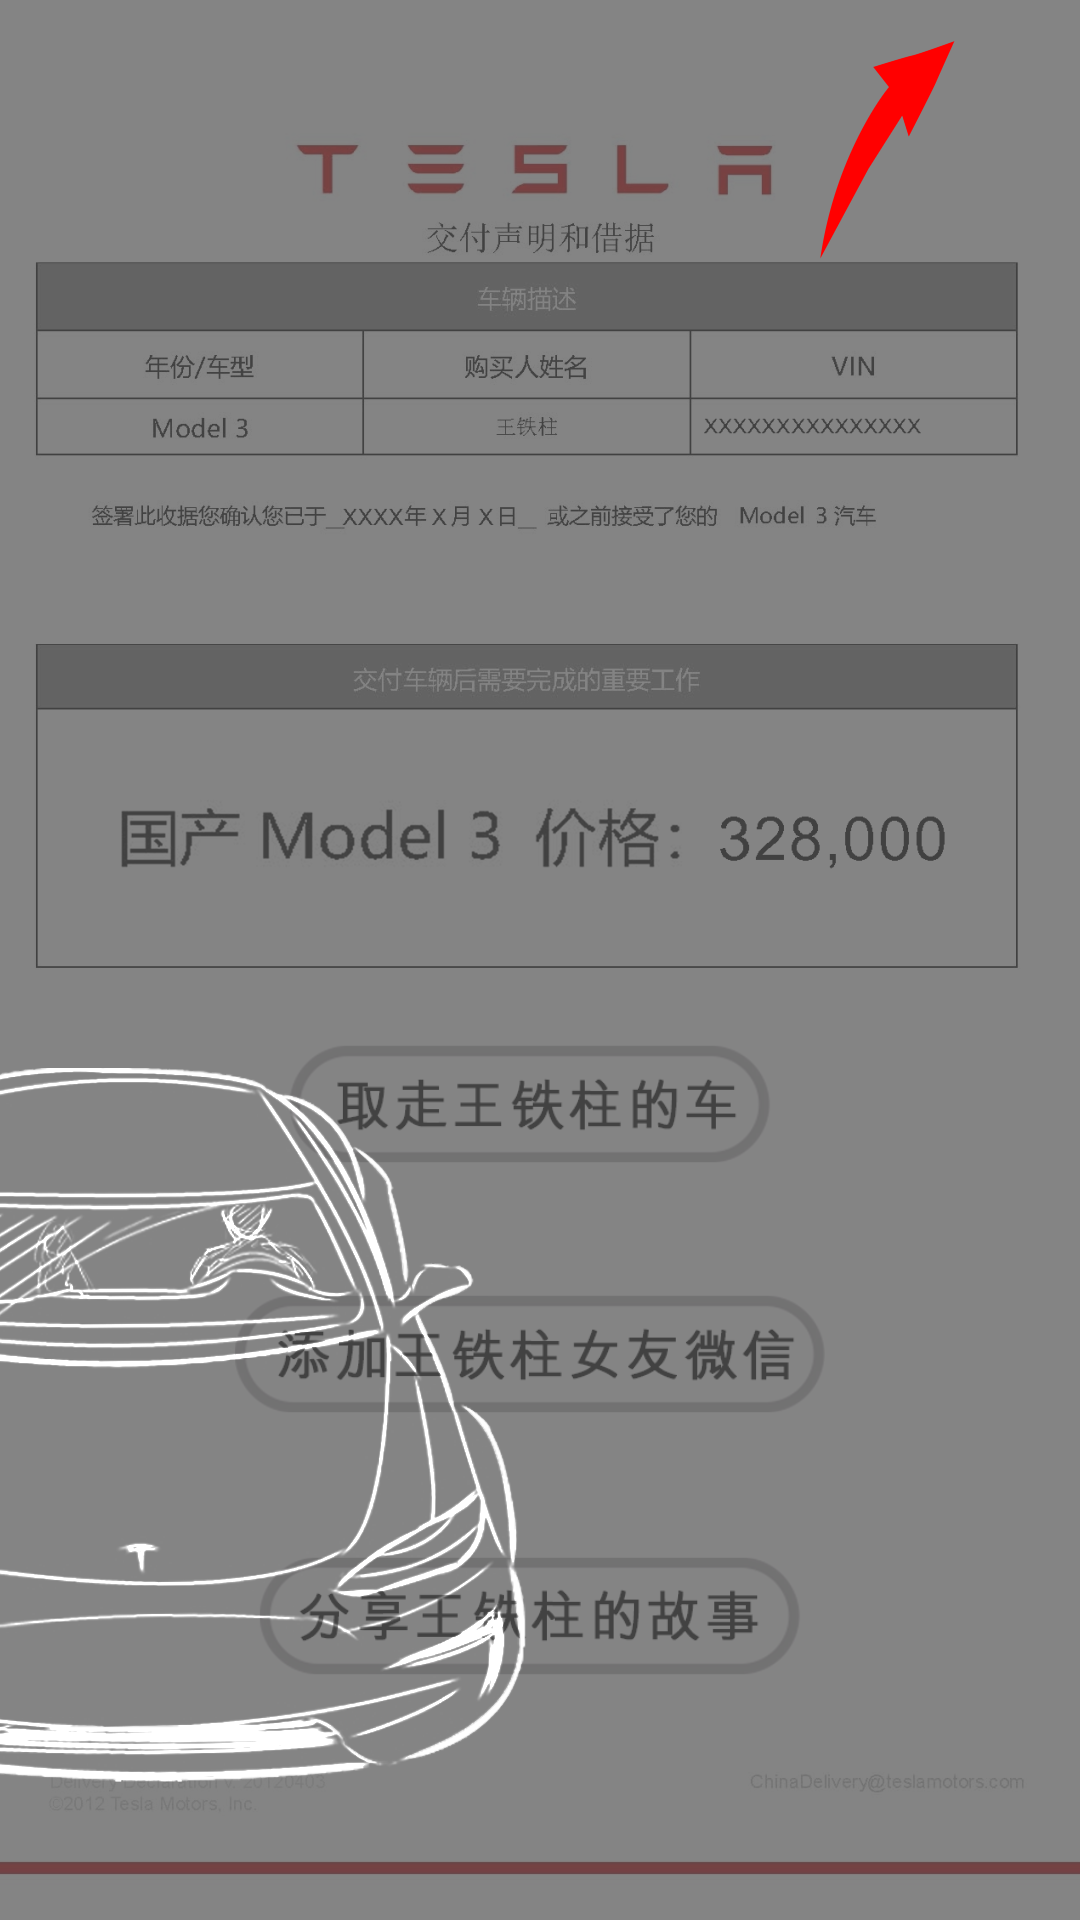 TESLA
交付声明和借据
车辆描述
年份/车型 购买人姓名 VIN
Model 3 王铁柱 XXXXXXXXXXXXXXX
签署此收据您确认您已于__XXXX年 X 月 X 日__ 或之前接受了您的 Model 3 汽车
交付车辆后需要完成的重要工作
国产 Model 3 价格：328,000
取走王铁柱的车
添加王铁柱女友微信
分享王铁柱的故事
Delivery Declaration v. 20120403 ChinaDelivery@teslamotors.com
©2012 Tesla Motors, Inc.